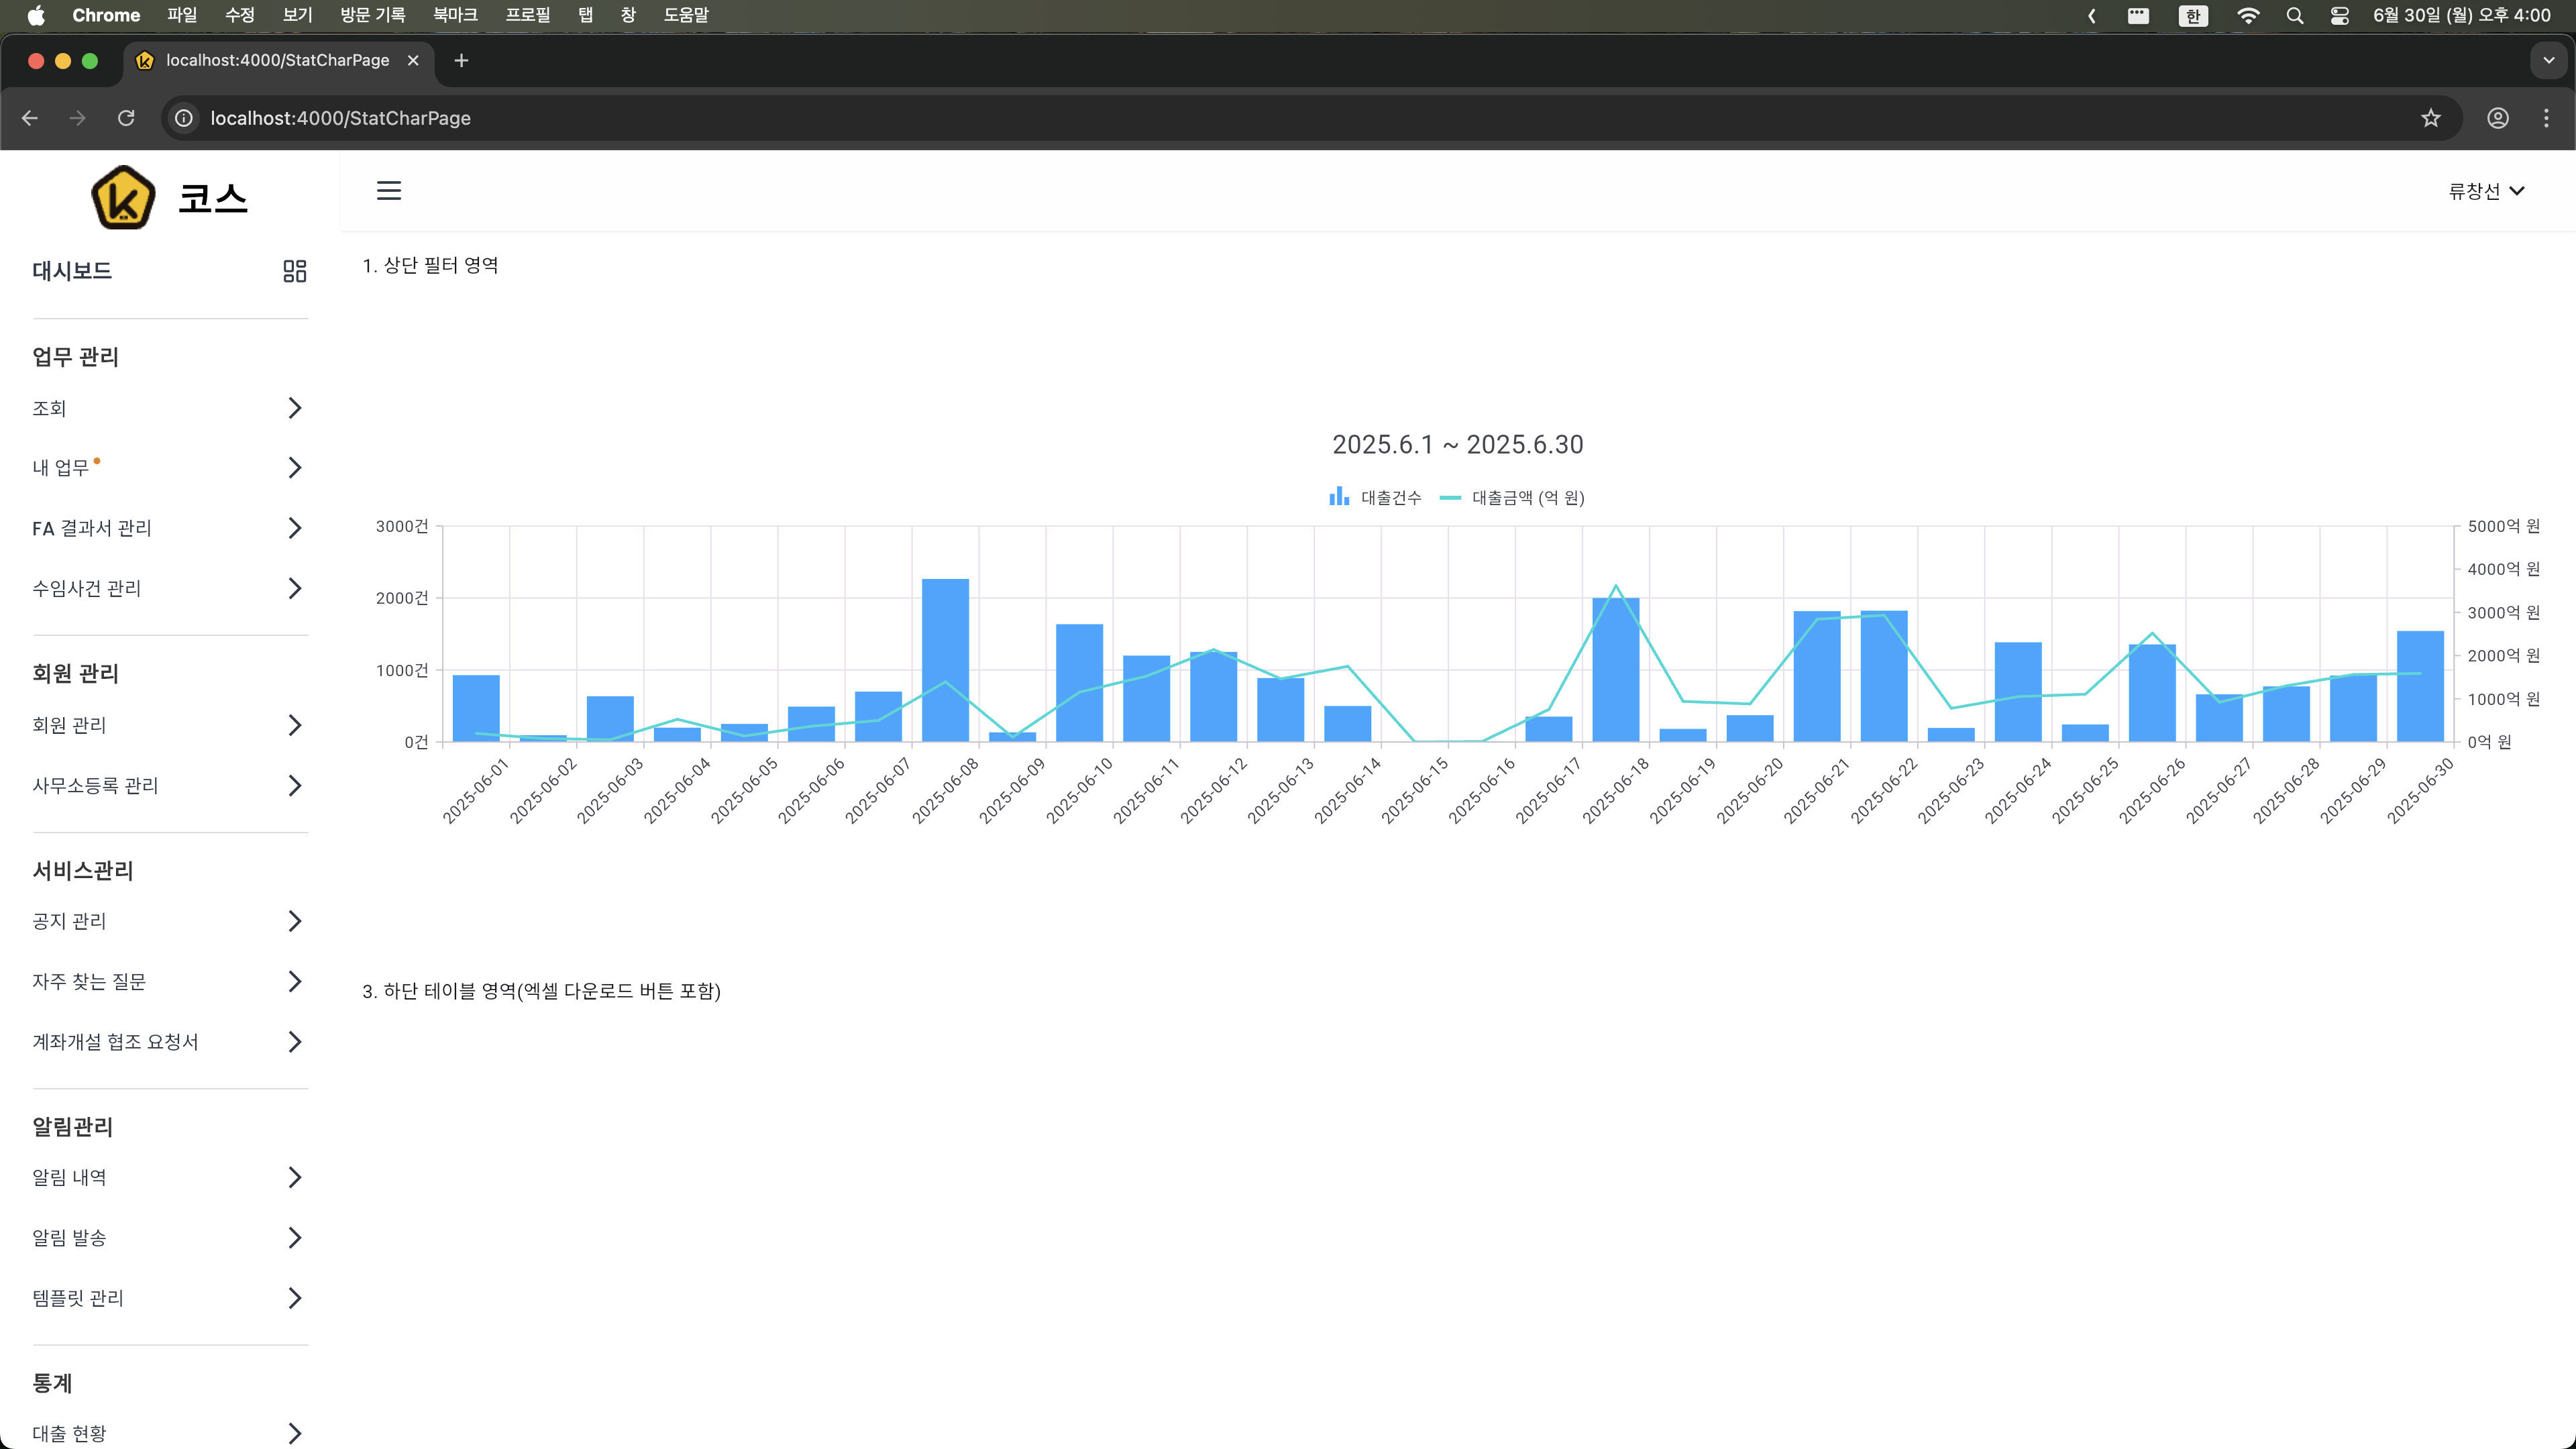 Chrome 파일 수정 보기 방문 기록 북마크 프로필 탭 창 도움말 한 6월 30일 (월) 오후 4:00
localhost:4000/StatCharPage
localhost:4000/StatCharPage
코스
류창선
대시보드
업무 관리
조회
내 업무
FA 결과서 관리
수임사건 관리
회원 관리
회원 관리
사무소등록 관리
서비스관리
공지 관리
자주 찾는 질문
계좌개설 협조 요청서
알림관리
알림 내역
알림 발송
템플릿 관리
통계
대출 현황
1. 상단 필터 영역
2025.6.1 ~ 2025.6.30
대출건수 대출금액 (억 원)
3000건
2000건
1000건
0건
5000억 원
4000억 원
3000억 원
2000억 원
1000억 원
0억 원
2025-06-01
2025-06-02
2025-06-03
2025-06-04
2025-06-05
2025-06-06
2025-06-07
2025-06-08
2025-06-09
2025-06-10
2025-06-11
2025-06-12
2025-06-13
2025-06-14
2025-06-15
2025-06-16
2025-06-17
2025-06-18
2025-06-19
2025-06-20
2025-06-21
2025-06-22
2025-06-23
2025-06-24
2025-06-25
2025-06-26
2025-06-27
2025-06-28
2025-06-29
2025-06-30
3. 하단 테이블 영역(엑셀 다운로드 버튼 포함)